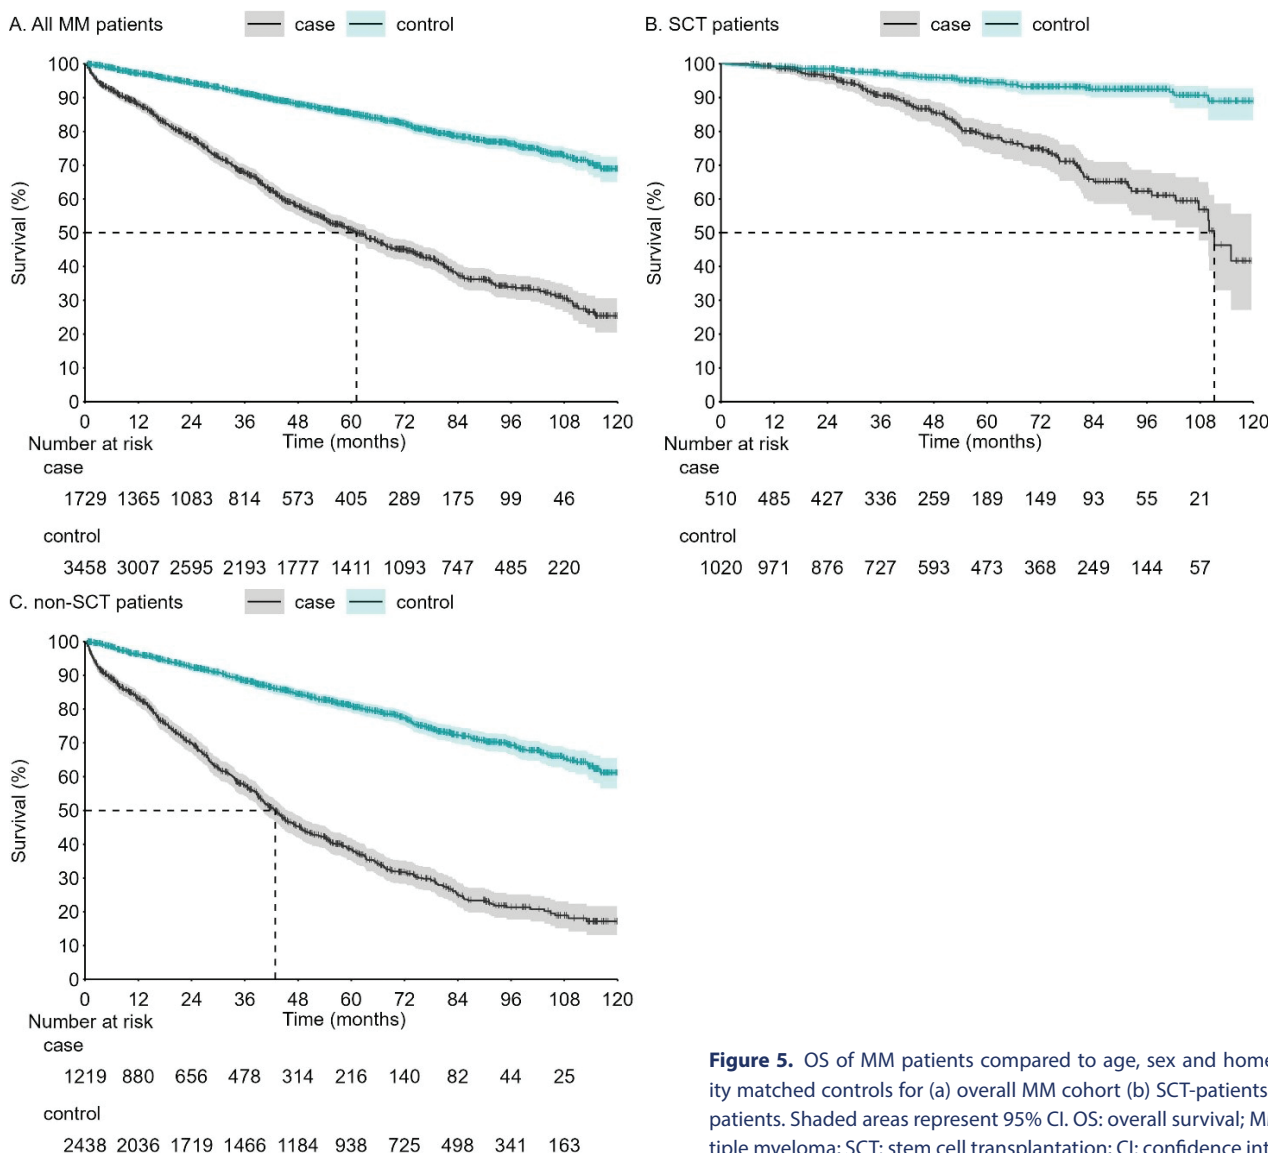 A. All MM patients case control
100
90
80
70
60
50
40
30
20
10
0
Survival (%)
0 12 24 36 48 60 72 84 96 108 120
Time (months)
Number at risk
case
1729 1365 1083 814 573 405 289 175 99 46
control
3458 3007 2595 2193 1777 1411 1093 747 485 220
B. SCT patients case control
100
90
80
70
60
50
40
30
20
10
0
Survival (%)
0 12 24 36 48 60 72 84 96 108 120
Time (months)
Number at risk
case
510 485 427 336 259 189 149 93 55 21
control
1020 971 876 727 593 473 368 249 144 57
C. non-SCT patients case control
100
90
80
70
60
50
40
30
20
10
0
Survival (%)
0 12 24 36 48 60 72 84 96 108 120
Time (months)
Number at risk
case
1219 880 656 478 314 216 140 82 44 25
control
2438 2036 1719 1466 1184 938 725 498 341 163
Figure 5. OS of MM patients compared to age, sex and home
ity matched controls for (a) overall MM cohort (b) SCT-patients
patients. Shaded areas represent 95% CI. OS: overall survival; M
tiple myeloma; SCT: stem cell transplantation; CI: confidence int